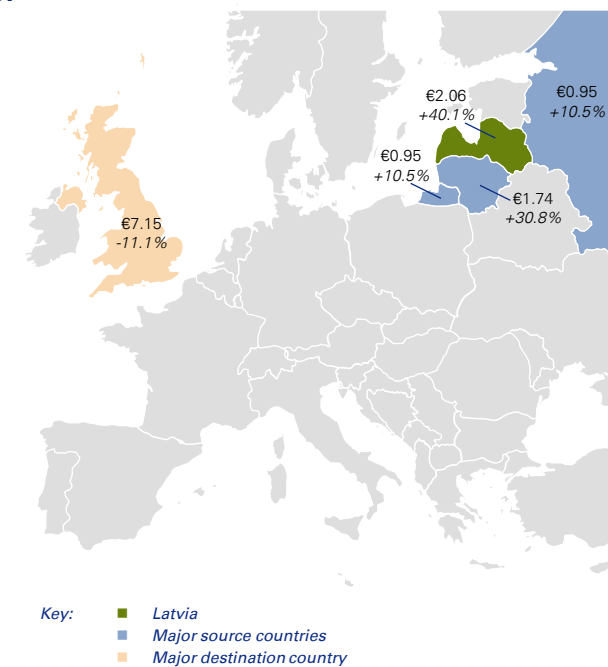 €2.06
+40.1%
€0.95
+10.5%
€0.95
+10.5%
€1.74
+30.8%
€7.15
-11.1%
Key:
Latvia
Major source countries
Major destination country